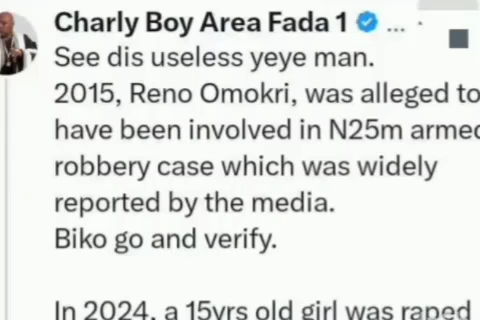 Charly Boy Area Fada 1 ...
See dis useless yeye man.
2015, Reno Omokri, was alleged to
have been involved in N25m armed
robbery case which was widely
reported by the media.
Biko go and verify.
In 2024, a 15yrs old girl was raped